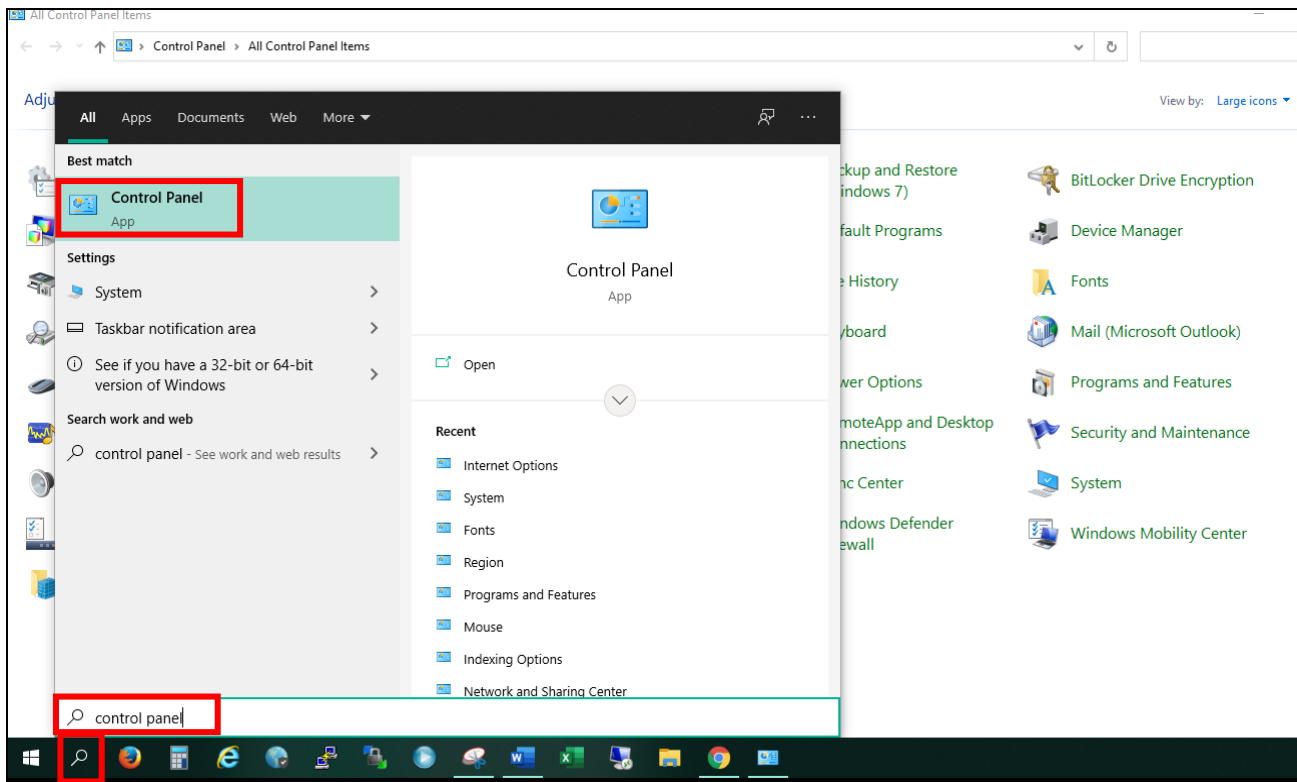 All Control Panel Items
Control Panel > All Control Panel Items
Adju
View by: Large icons
All Apps Documents Web More
Best match
Control Panel
App
Settings
System
Taskbar notification area
See if you have a 32-bit or 64-bit
version of Windows
Search work and web
control panel - See work and web results
Control Panel
App
Open
Recent
Internet Options
System
Fonts
Region
Programs and Features
Mouse
Indexing Options
Network and Sharing Center
ckup and Restore
indows 7)
fault Programs
e History
yboard
wer Options
moteApp and Desktop
nnections
nc Center
ndows Defender
ewall
BitLocker Drive Encryption
Device Manager
Fonts
Mail (Microsoft Outlook)
Programs and Features
Security and Maintenance
System
Windows Mobility Center
control panel